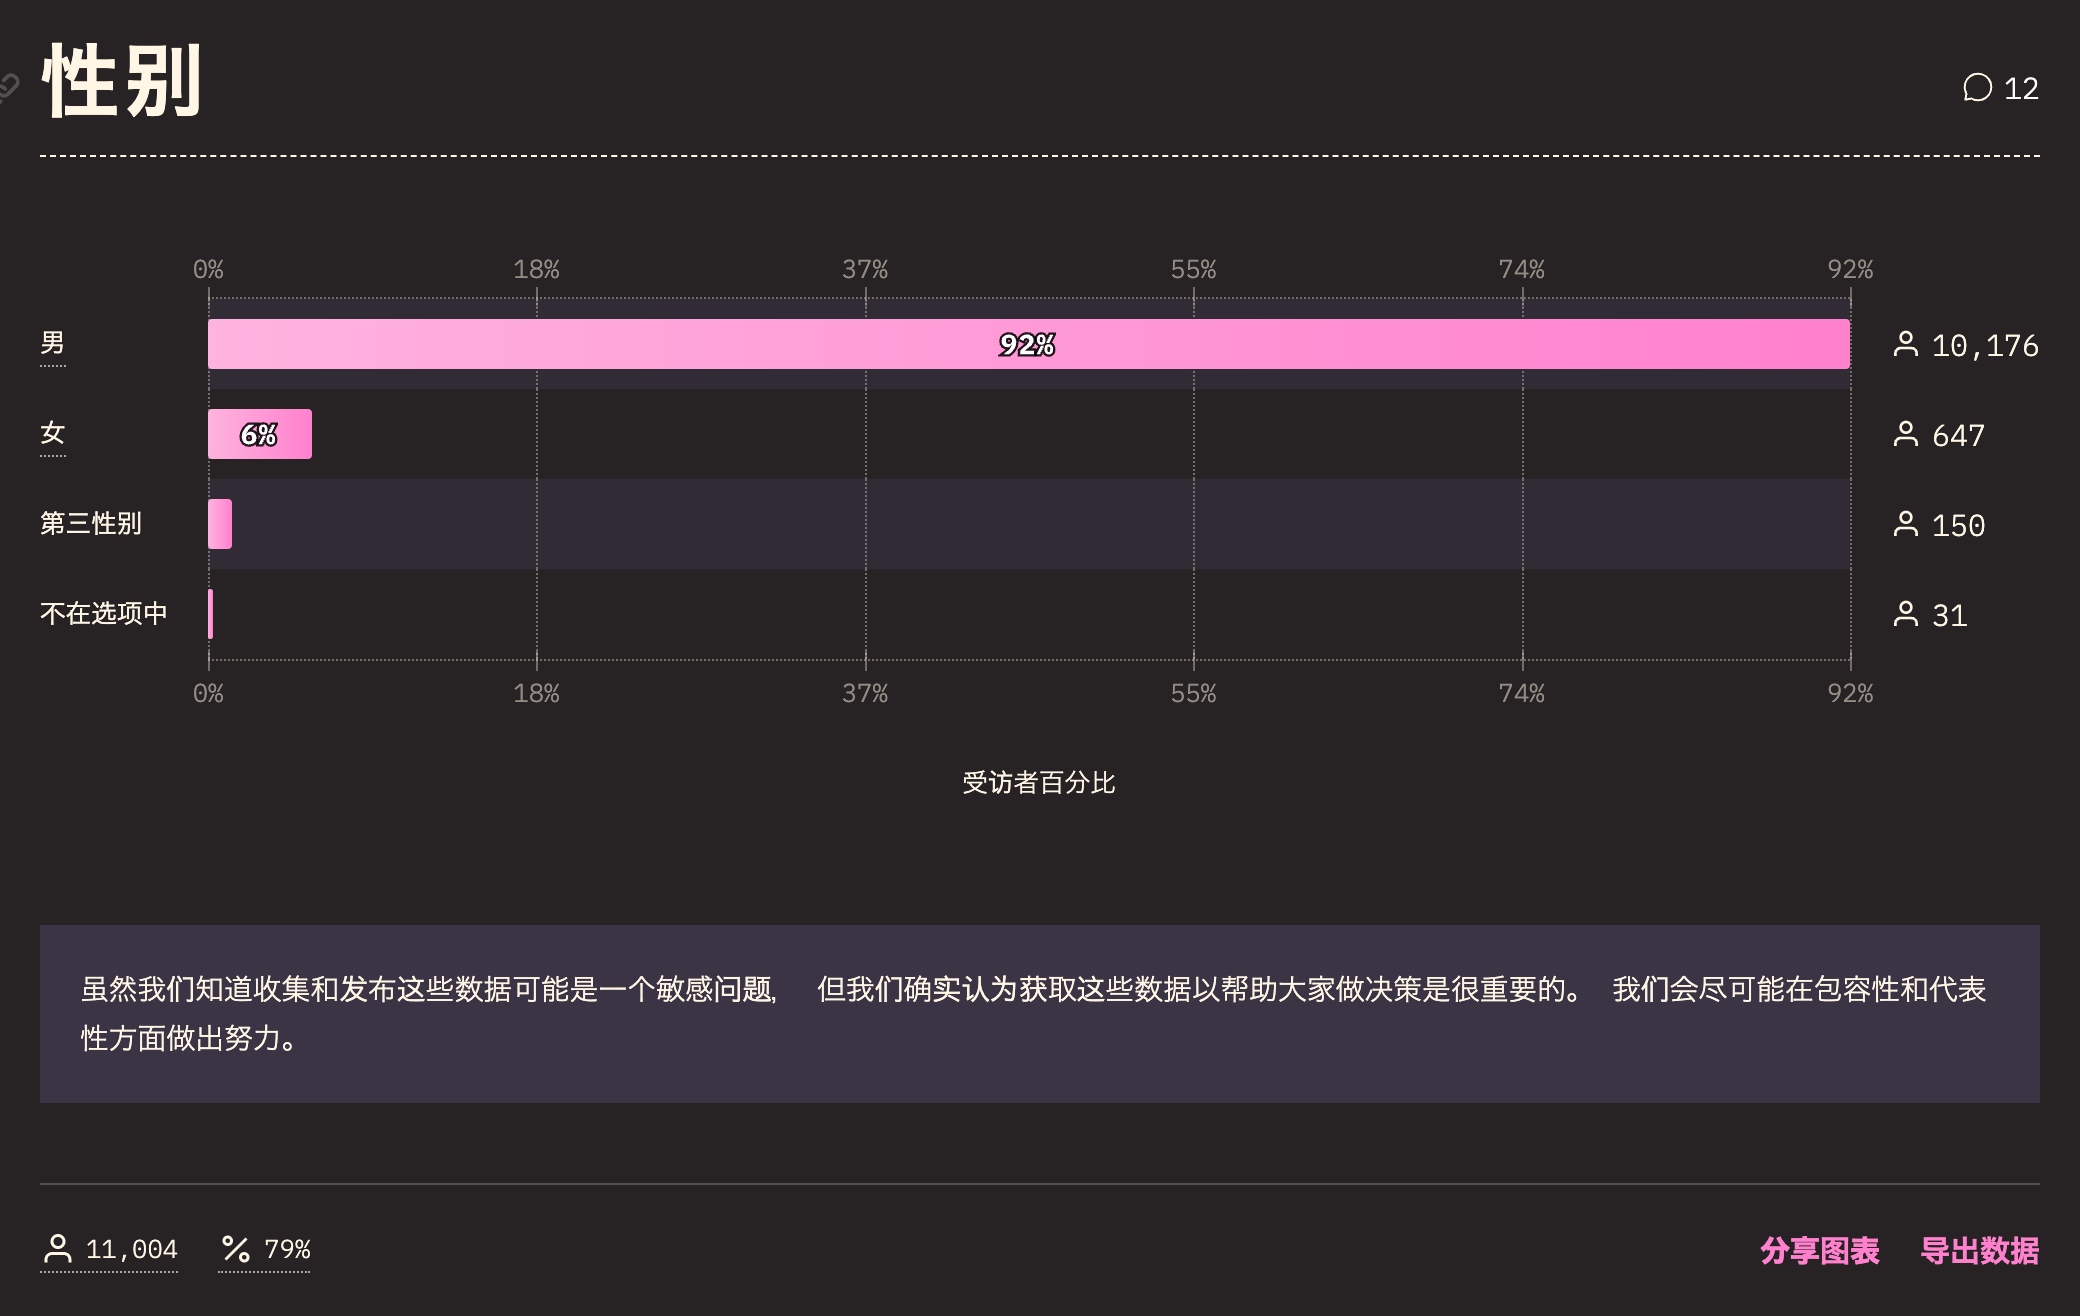 性别
12
0% 18% 37% 55% 74% 92%
男 92% 10,176
女 6% 647
第三性别 150
不在选项中 31
0% 18% 37% 55% 74% 92%
受访者百分比
虽然我们知道收集和发布这些数据可能是一个敏感问题, 但我们确实认为获取这些数据以帮助大家做决策是很重要的。 我们会尽可能在包容性和代表
性方面做出努力。
11,004 79% 分享图表 导出数据